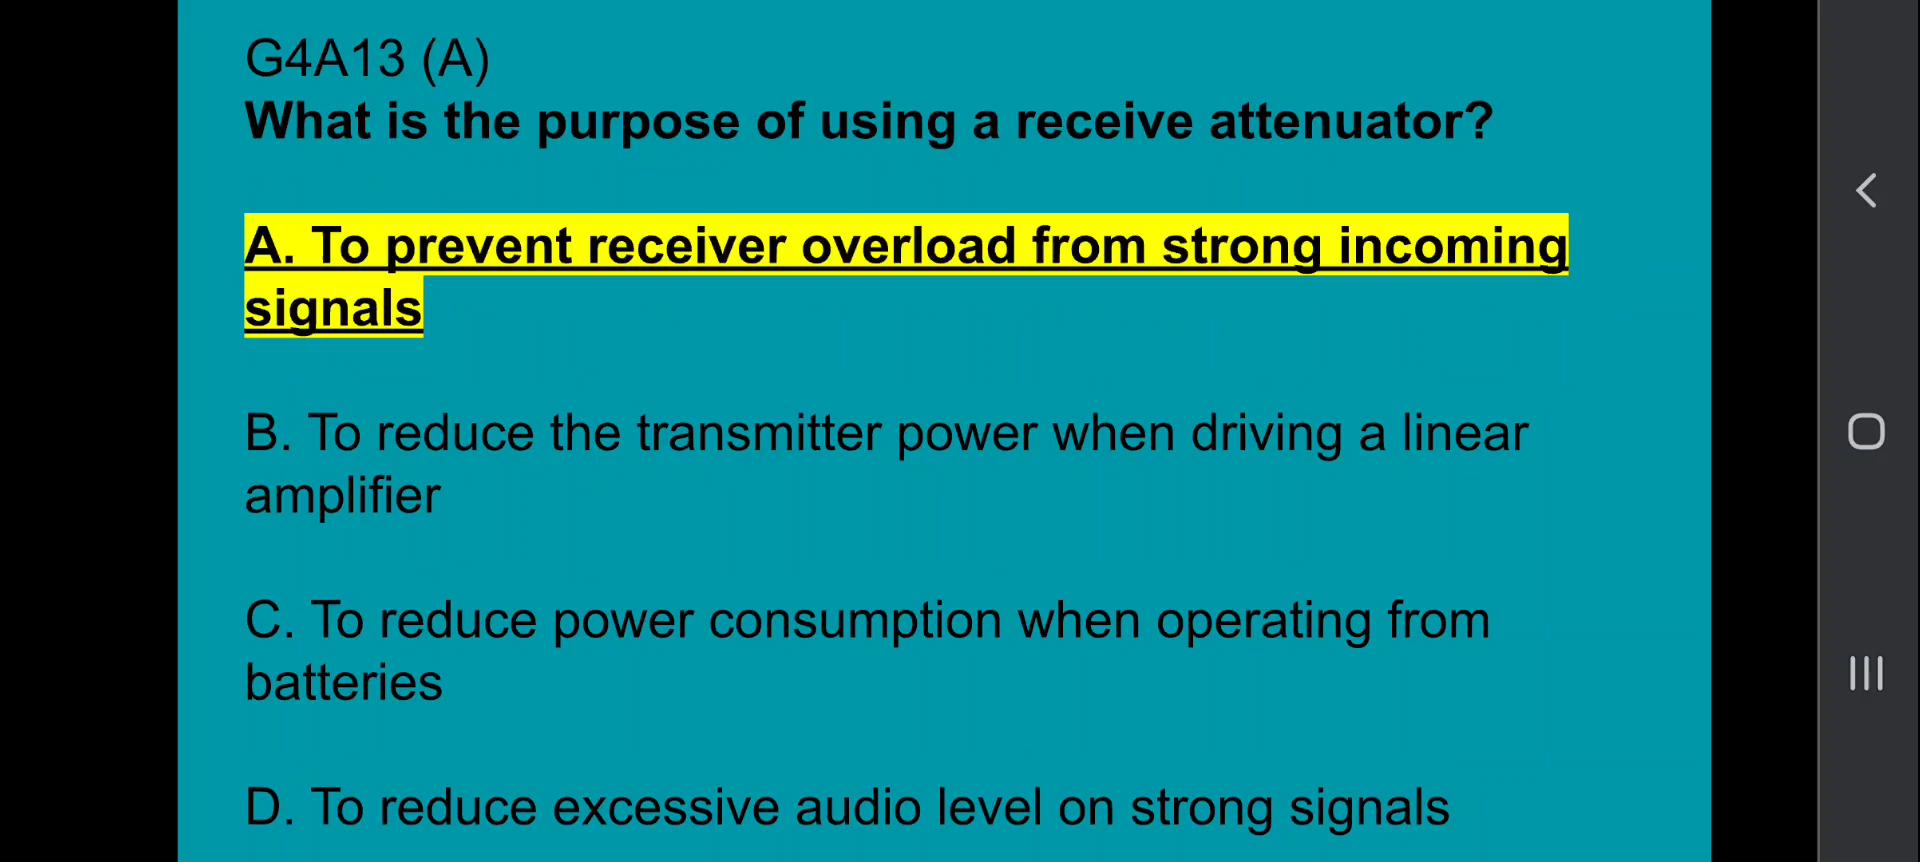 G4A13 (A)
What is the purpose of using a receive attenuator?
A. To prevent receiver overload from strong incoming
signals
B. To reduce the transmitter power when driving a linear
amplifier
C. To reduce power consumption when operating from
batteries
D. To reduce excessive audio level on strong signals